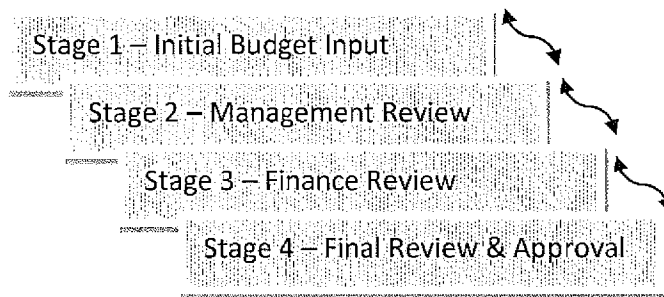 Stage 1 – Initial Budget Input
Stage 2 – Management Review
Stage 3 – Finance Review
Stage 4 – Final Review & Approval